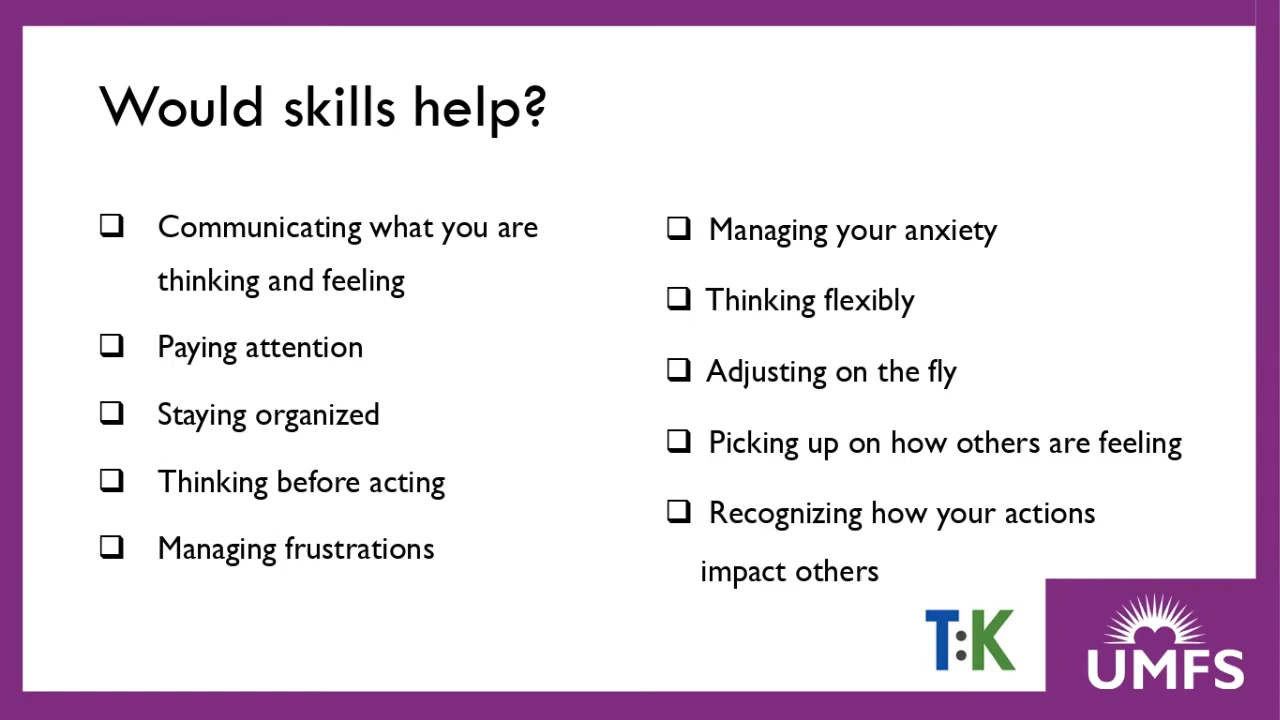 Would skills help?
❑ Communicating what you are
thinking and feeling
❑ Paying attention
❑ Staying organized
❑ Thinking before acting
❑ Managing frustrations
❑ Managing your anxiety
❑ Thinking flexibly
❑ Adjusting on the fly
❑ Picking up on how others are feeling
❑ Recognizing how your actions
impact others
T:K
UMFS